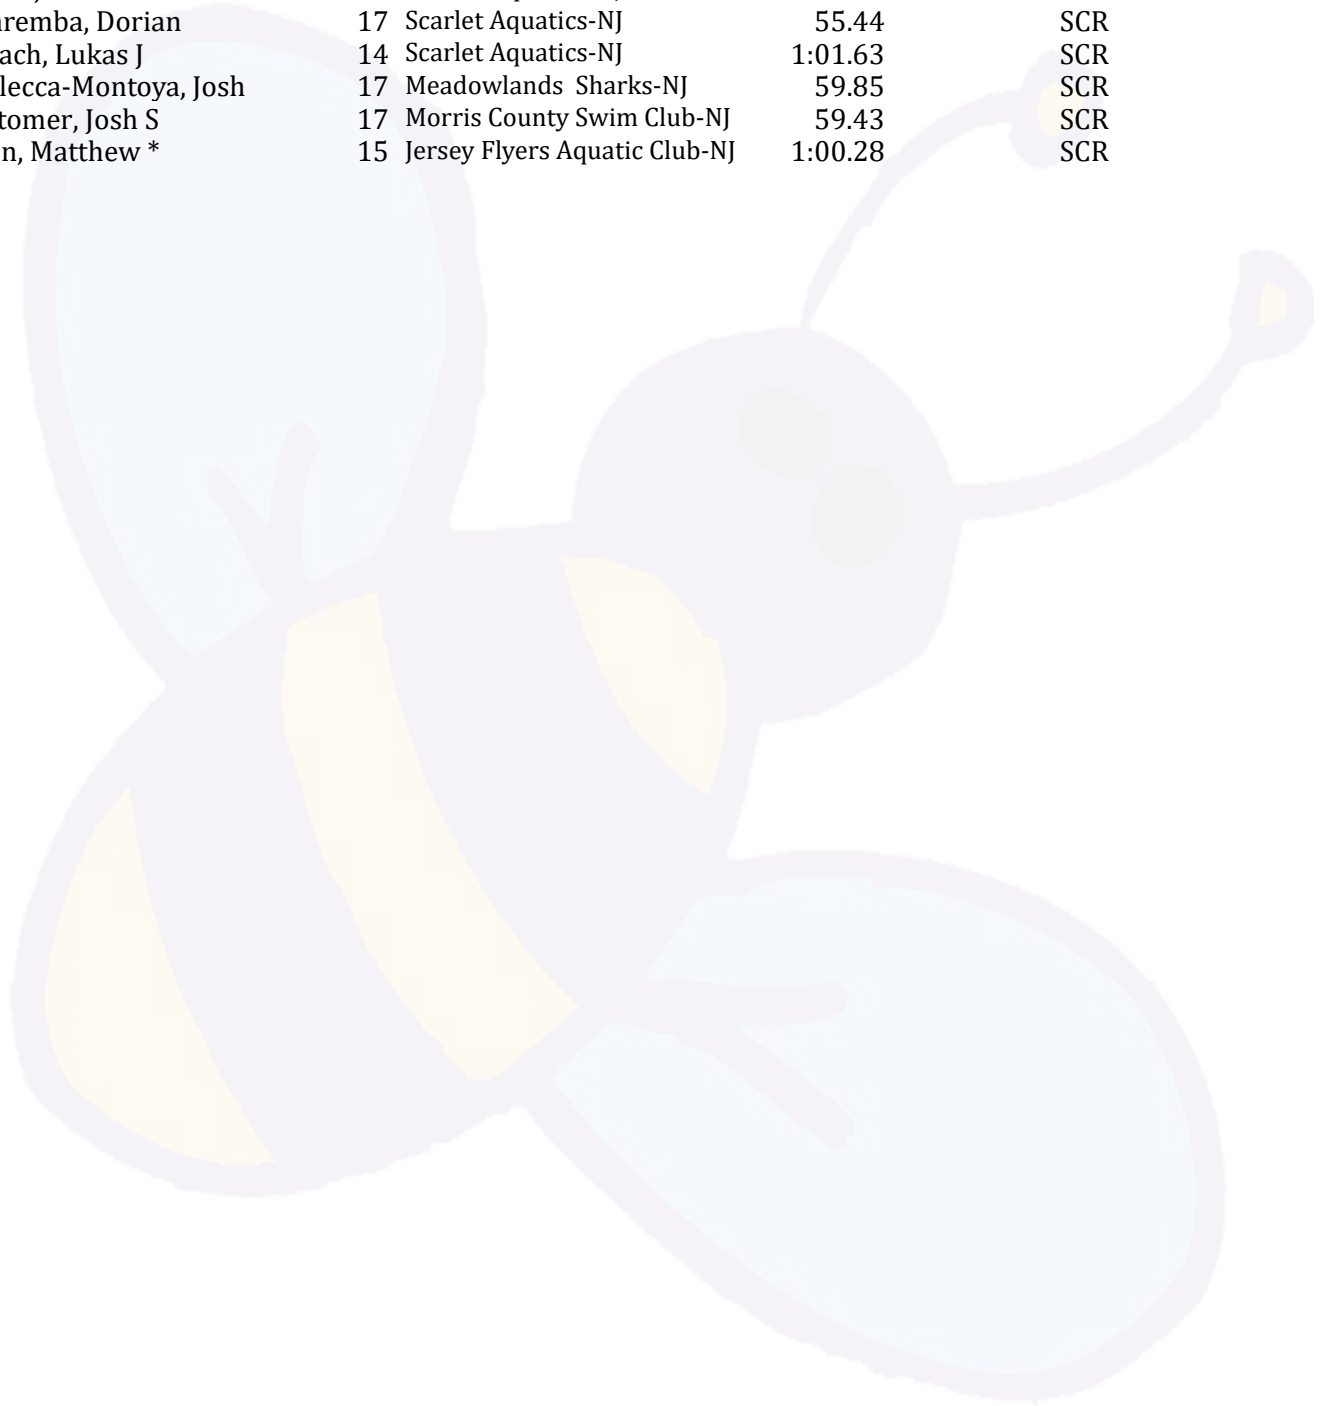 aremba, Dorian 17 Scarlet Aquatics-NJ 55.44 SCR
ach, Lukas J 14 Scarlet Aquatics-NJ 1:01.63 SCR
lecca-Montoya, Josh 17 Meadowlands Sharks-NJ 59.85 SCR
tomer, Josh S 17 Morris County Swim Club-NJ 59.43 SCR
n, Matthew * 15 Jersey Flyers Aquatic Club-NJ 1:00.28 SCR